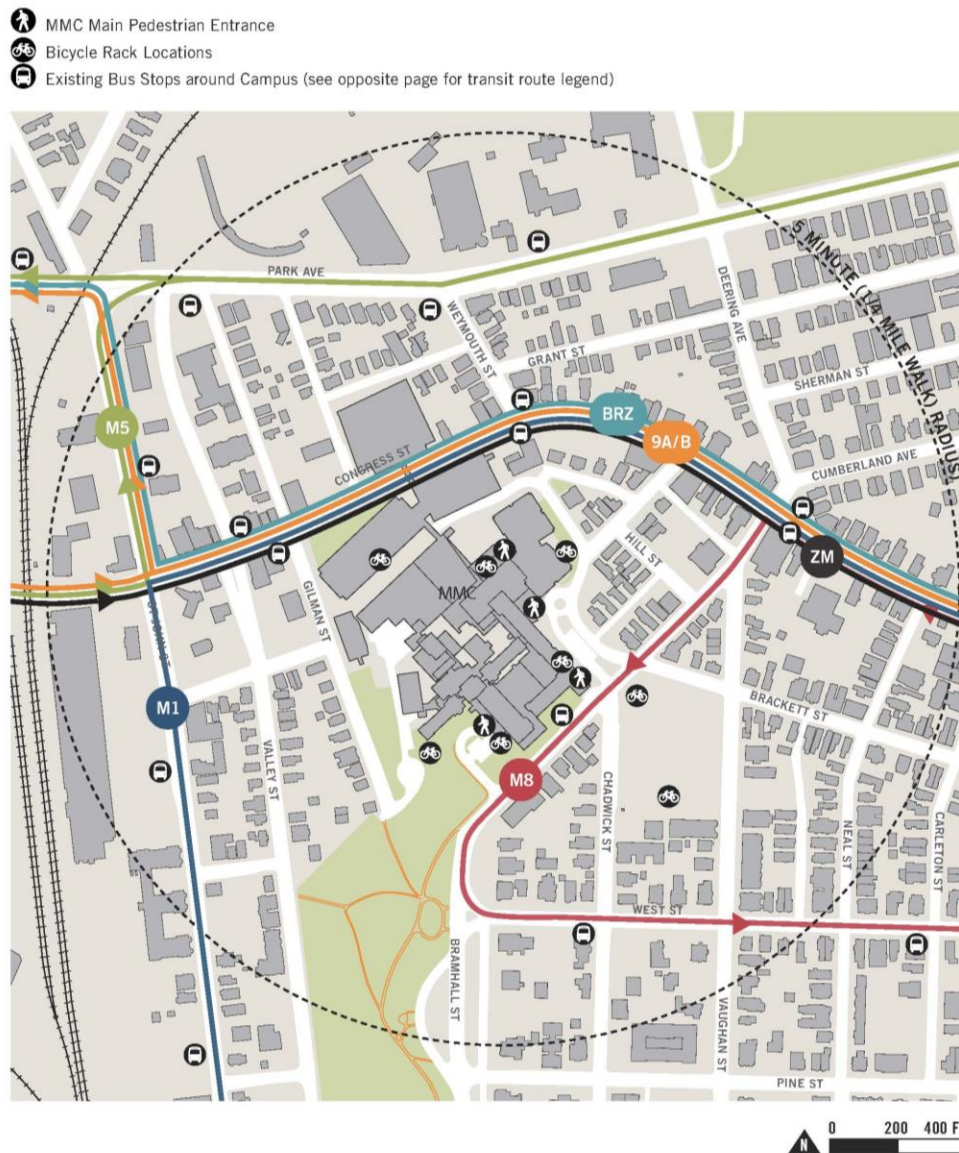 MMC Main Pedestrian Entrance
Bicycle Rack Locations
Existing Bus Stops around Campus (see opposite page for transit route legend)
5 MINUTE (1/4 MILE WALK) RADIUS)
PARK AVE
DEERING AVE
WEYMOUTH ST
GRANT ST
SHERMAN ST
M5
BRZ
9A/B
CONGRESS ST
CUMBERLAND AVE
HILL ST
ZM
MMC
GILMAN ST
ST JOHN ST
M1
BRACKETT ST
VALLEY ST
M8
CHADWICK ST
NEAL ST
CARLETON ST
WEST ST
BRAMHALL ST
VAUGHAN ST
PINE ST
N
0 200 400 F